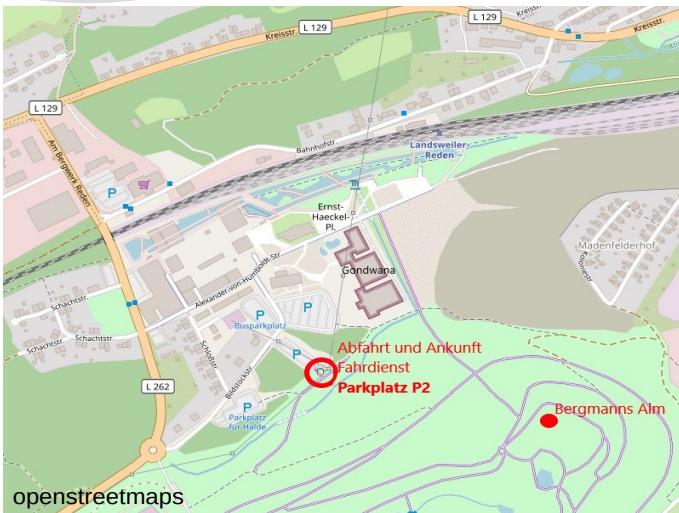 L 129
Kreisstr.
Kreisstr.
L 129
L 129
Am Bergwerk Reden
P
Bahnhofstr.
Landsweiler-
Reden
Ernst-
Haeckel-
Pl.
Madenfelderhof
Koloniestr.
Gondwana
Alexander-von-Humboldt-Str.
Schachtstr.
Schachtstr.
Schachtstr.
P
Busparkplatz
P
Schloßstr.
Bildstockstr.
P
Abfahrt und Ankunft
Fahrdienst
Parkplatz P2
L 262
P
Parkplatz
für Halde
Bergmanns Alm
openstreetmaps